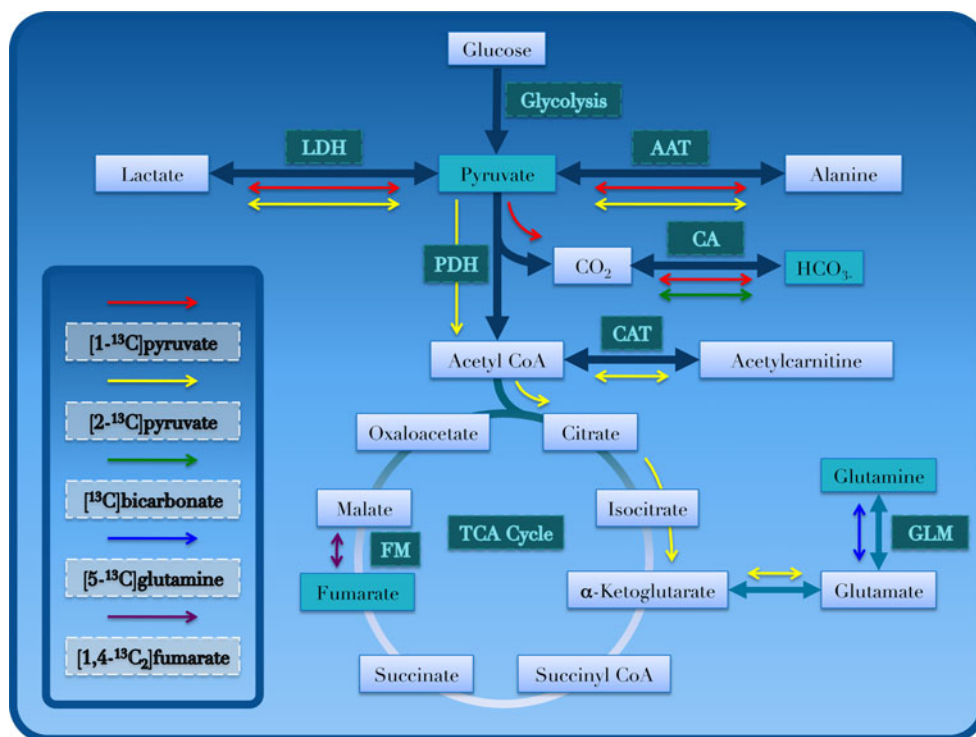 Glucose
Glycolysis
LDH
AAT
Lactate
Pyruvate
Alanine
PDH
CO₂
CA
HCO₃-
CAT
Acetyl CoA
Acetylcarnitine
Oxaloacetate
Citrate
Malate
FM
TCA Cycle
Isocitrate
Glutamine
GLM
Fumarate
α-Ketoglutarate
Glutamate
Succinate
Succinyl CoA
[1-¹³C]pyruvate
[2-¹³C]pyruvate
[¹³C]bicarbonate
[5-¹³C]glutamine
[1,4-¹³C₂]fumarate